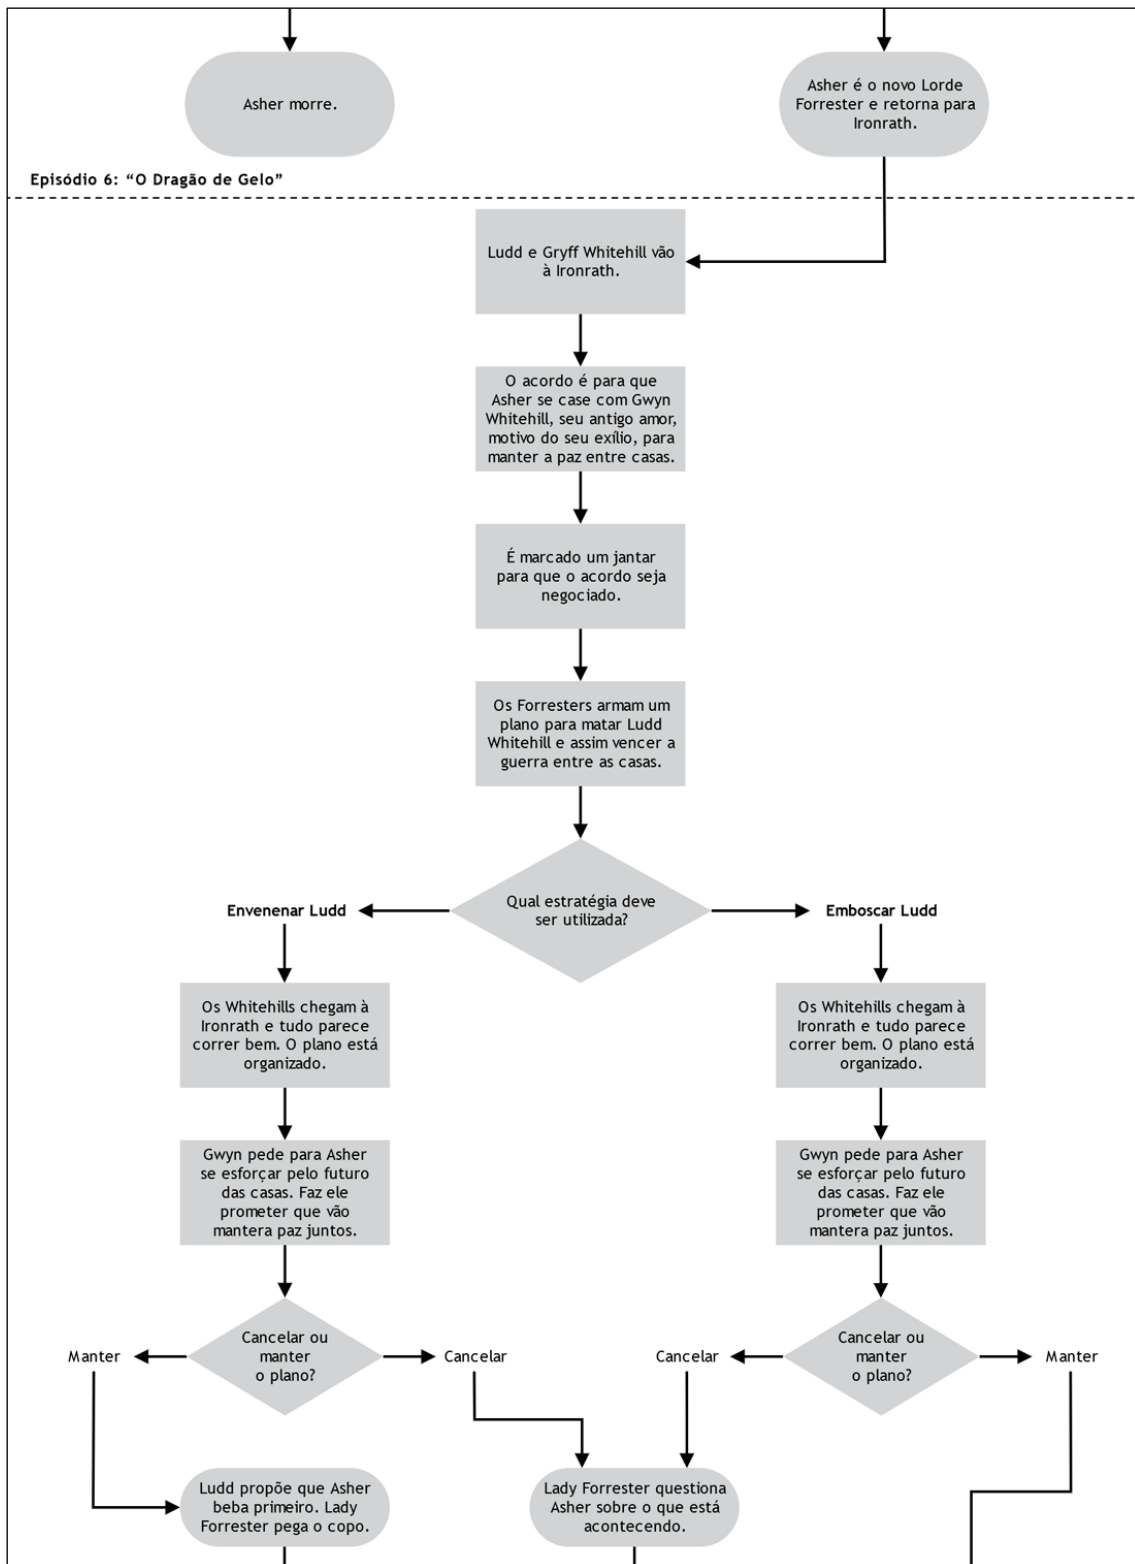 Asher morre.
Asher é o novo Lorde
Forrester e retorna para
Ironrath.
Episódio 6: “O Dragão de Gelo”
Ludd e Gryff Whitehill vão
à Ironrath.
O acordo é para que
Asher se case com Gwyn
Whitehill, seu antigo amor,
motivo do seu exílio, para
manter a paz entre casas.
É marcado um jantar
para que o acordo seja
negociado.
Os Forresters armam um
plano para matar Ludd
Whitehill e assim vencer a
guerra entre as casas.
Qual estratégia deve
ser utilizada?
Envenenar Ludd
Emboscar Ludd
Os Whitehills chegam à
Ironrath e tudo parece
correr bem. O plano está
organizado.
Os Whitehills chegam à
Ironrath e tudo parece
correr bem. O plano está
organizado.
Gwyn pede para Asher
se esforçar pelo futuro
das casas. Faz ele
prometer que vão
mantera paz juntos.
Gwyn pede para Asher
se esforçar pelo futuro
das casas. Faz ele
prometer que vão
mantera paz juntos.
Manter
Cancelar ou
manter
o plano?
Cancelar
Cancelar
Cancelar ou
manter
o plano?
Manter
Ludd propõe que Asher
beba primeiro. Lady
Forrester pega o copo.
Lady Forrester questiona
Asher sobre o que está
acontecendo.